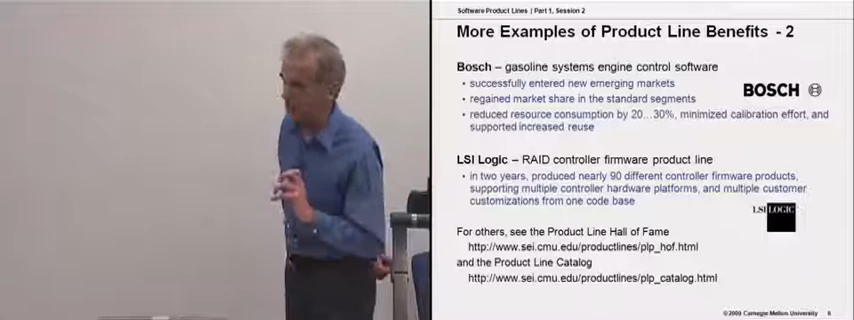 Software Product Lines | Part 1, Session 2
More Examples of Product Line Benefits - 2
Bosch – gasoline systems engine control software
• successfully entered new emerging markets
• regained market share in the standard segments
• reduced resource consumption by 20…30%, minimized calibration effort, and
supported increased reuse
BOSCH
LSI Logic – RAID controller firmware product line
• in two years, produced nearly 90 different controller firmware products,
supporting multiple controller hardware platforms, and multiple customer
customizations from one code base
LSI LOGIC
For others, see the Product Line Hall of Fame
http://www.sei.cmu.edu/productlines/plp_hof.html
and the Product Line Catalog
http://www.sei.cmu.edu/productlines/plp_catalog.html
© 2009 Carnegie Mellon University